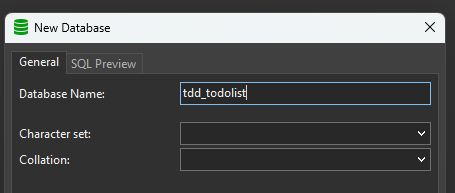 New Database
General
SQL Preview
Database Name:
tdd_todolist
Character set:
Collation: